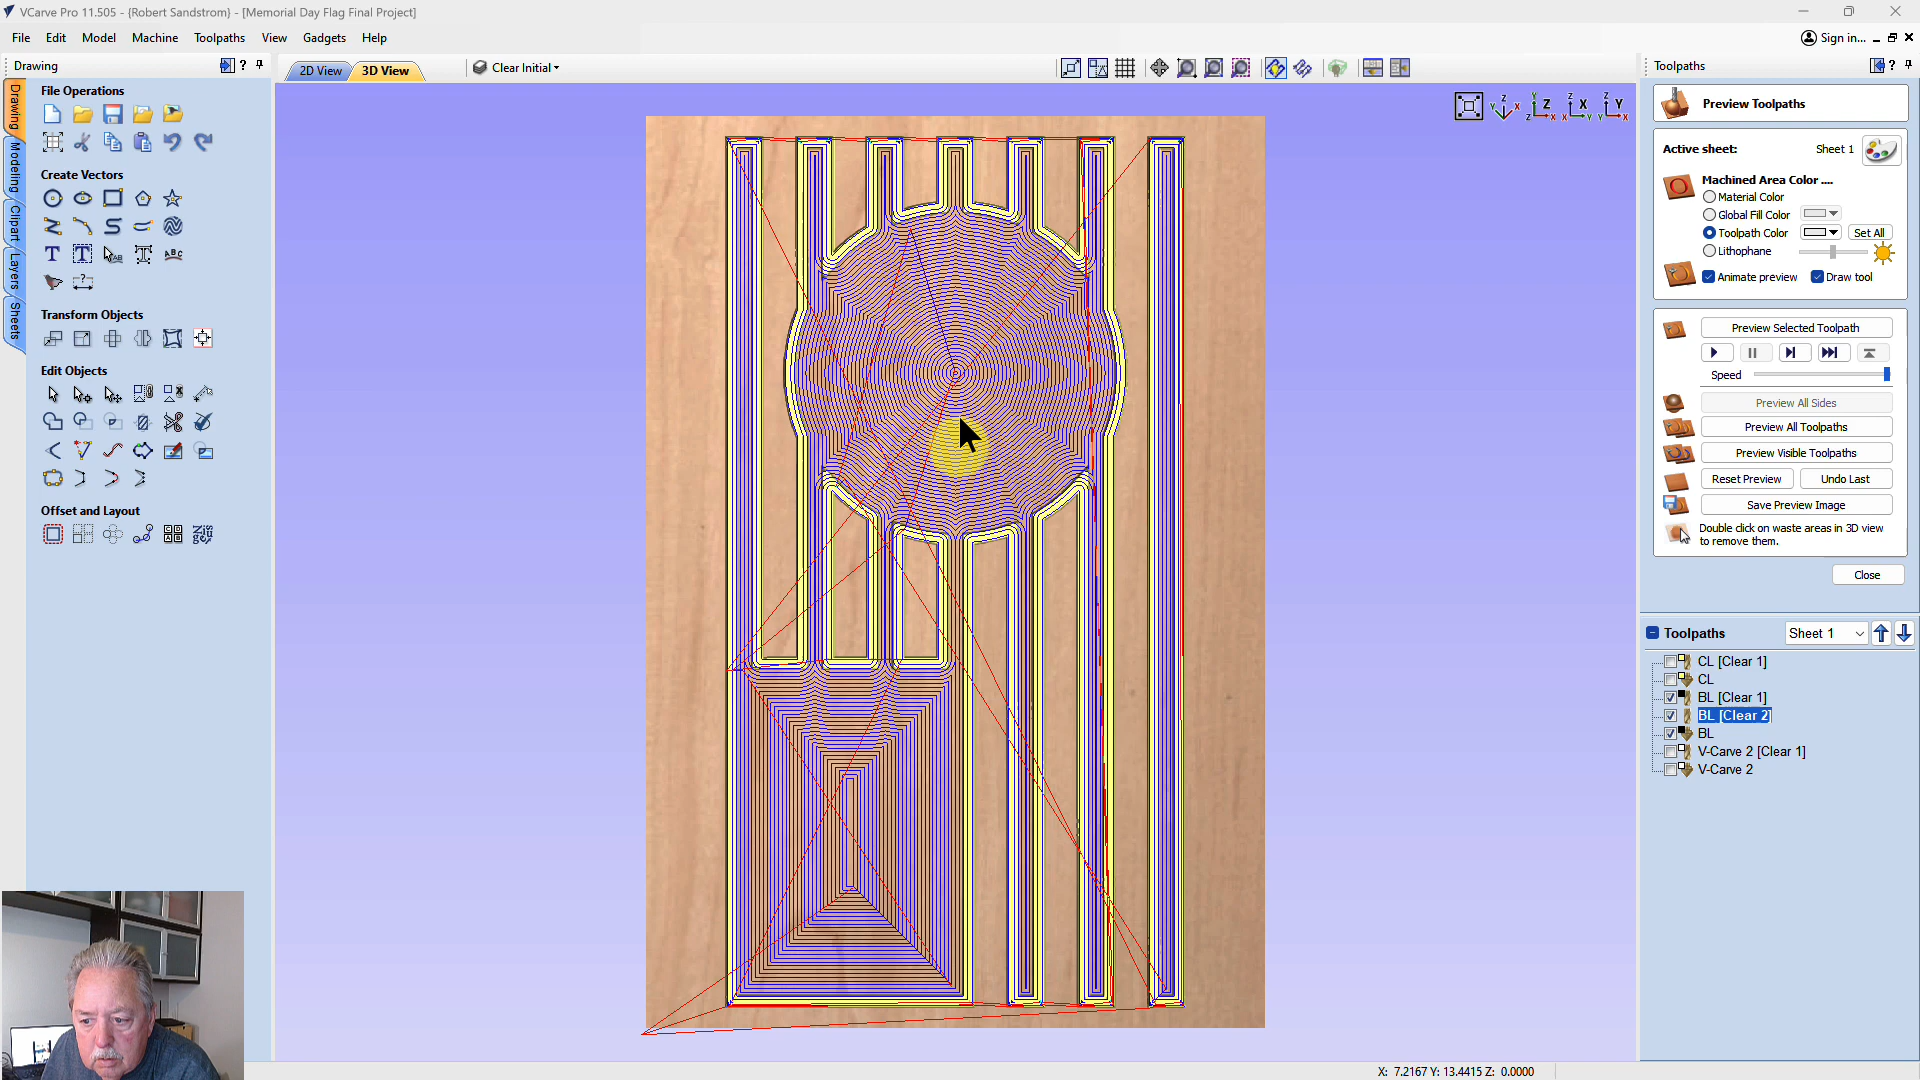 VCarve Pro 11.505 - {Robert Sandstrom} - [Memorial Day Flag Final Project]
File Edit Model Machine Toolpaths View Gadgets Help
Sign in...
Drawing
2D View
3D View
Clear Initial
Toolpaths
Drawing
Modeling
Clipart
Layers
Sheets
File Operations
Create Vectors
Transform Objects
Edit Objects
Offset and Layout
Preview Toolpaths
Active sheet: Sheet 1
Machined Area Color ....
Material Color
Global Fill Color
Toolpath Color Set All
Lithophane
Animate preview Draw tool
Preview Selected Toolpath
Speed
Preview All Sides
Preview All Toolpaths
Preview Visible Toolpaths
Reset Preview Undo Last
Save Preview Image
Double click on waste areas in 3D view
to remove them.
Close
Toolpaths Sheet 1
CL [Clear 1]
CL
BL [Clear 1]
BL [Clear 2]
BL
V-Carve 2 [Clear 1]
V-Carve 2
X: 7.2167 Y: 13.4415 Z: 0.0000